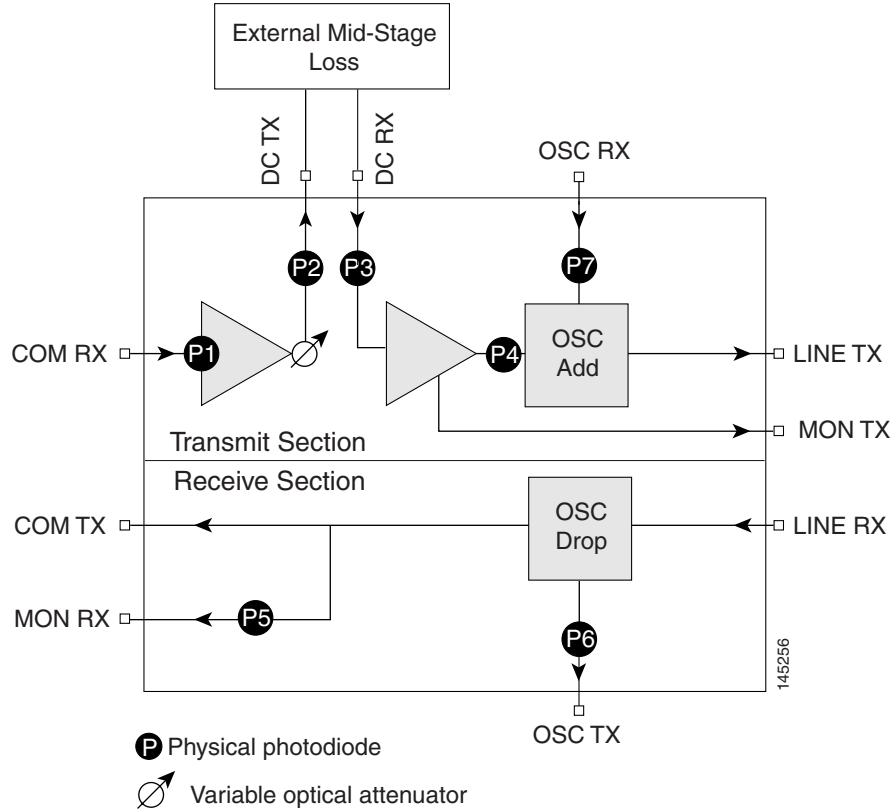 External Mid-Stage
Loss
DC TX
DC RX
OSC RX
P2
P3
P7
COM RX
P1
P4
OSC
Add
LINE TX
MON TX
Transmit Section
Receive Section
COM TX
OSC
Drop
LINE RX
MON RX
P5
P6
145256
OSC TX
P Physical photodiode
Variable optical attenuator